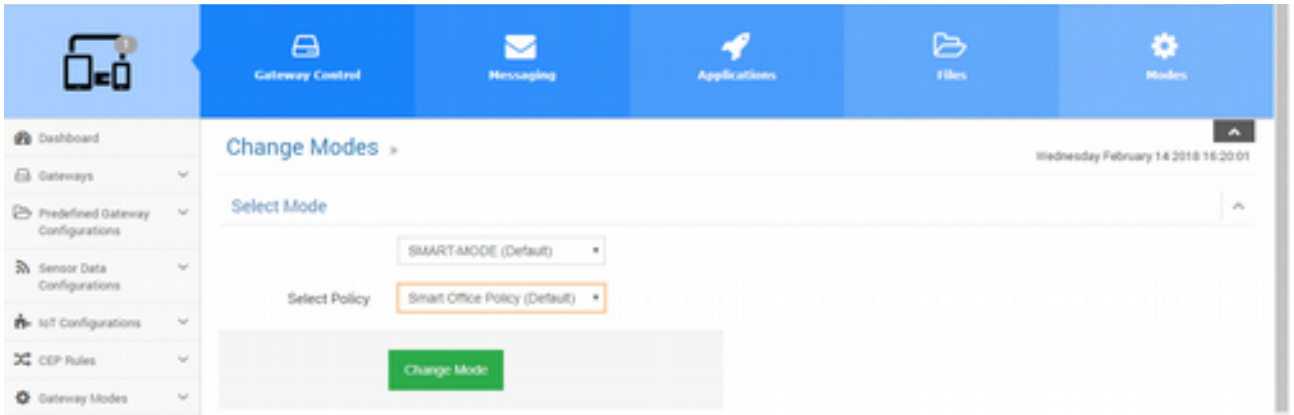 Gateway Control
Messaging
Applications
Files
Modes
Dashboard
Gateways
Predefined Gateway
Configurations
Sensor Data
Configurations
IoT Configurations
CEP Rules
Gateway Modes
Change Modes »
Wednesday February 14 2018 16:20:01
Select Mode
SMART-MODE (Default)
Select Policy
Smart Office Policy (Default)
Change Mode